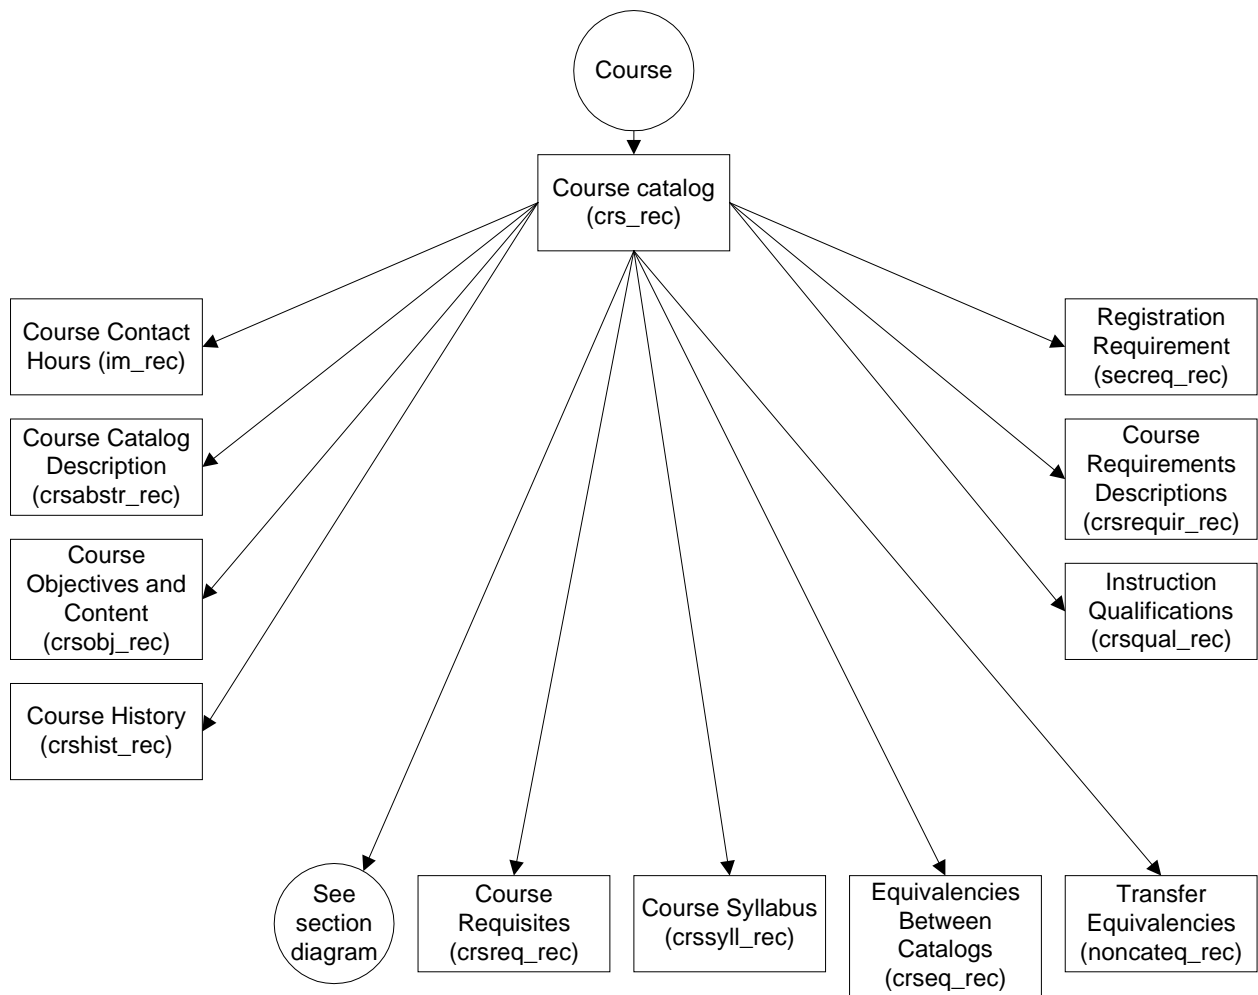 Course
Course catalog
(crs_rec)
Course Contact
Hours (im_rec)
Course Catalog
Description
(crsabstr_rec)
Course
Objectives and
Content
(crsobj_rec)
Course History
(crshist_rec)
Registration
Requirement
(secreq_rec)
Course
Requirements
Descriptions
(crsrequir_rec)
Instruction
Qualifications
(crsqual_rec)
See
section
diagram
Course
Requisites
(crsreq_rec)
Course Syllabus
(crssyll_rec)
Equivalencies
Between
Catalogs
(crseq_rec)
Transfer
Equivalencies
(noncateq_rec)